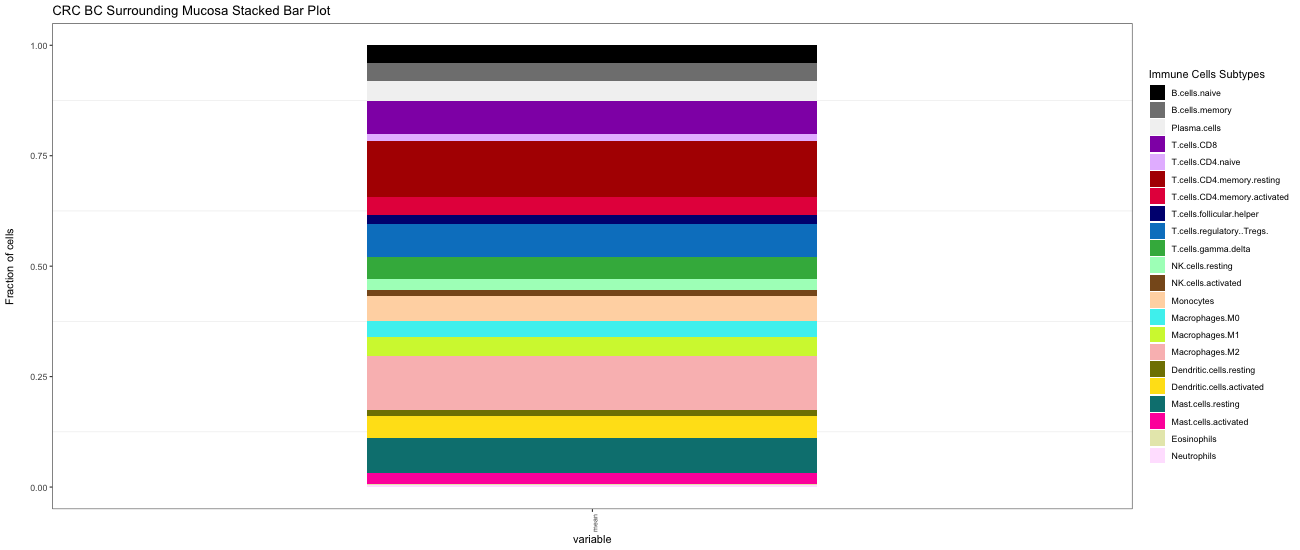 CRC BC Surrounding Mucosa Stacked Bar Plot
Fraction of cells
1.00
0.75
0.50
0.25
0.00
mean
variable
Immune Cells Subtypes
B.cells.naive
B.cells.memory
Plasma.cells
T.cells.CD8
T.cells.CD4.naive
T.cells.CD4.memory.resting
T.cells.CD4.memory.activated
T.cells.follicular.helper
T.cells.regulatory..Tregs.
T.cells.gamma.delta
NK.cells.resting
NK.cells.activated
Monocytes
Macrophages.M0
Macrophages.M1
Macrophages.M2
Dendritic.cells.resting
Dendritic.cells.activated
Mast.cells.resting
Mast.cells.activated
Eosinophils
Neutrophils